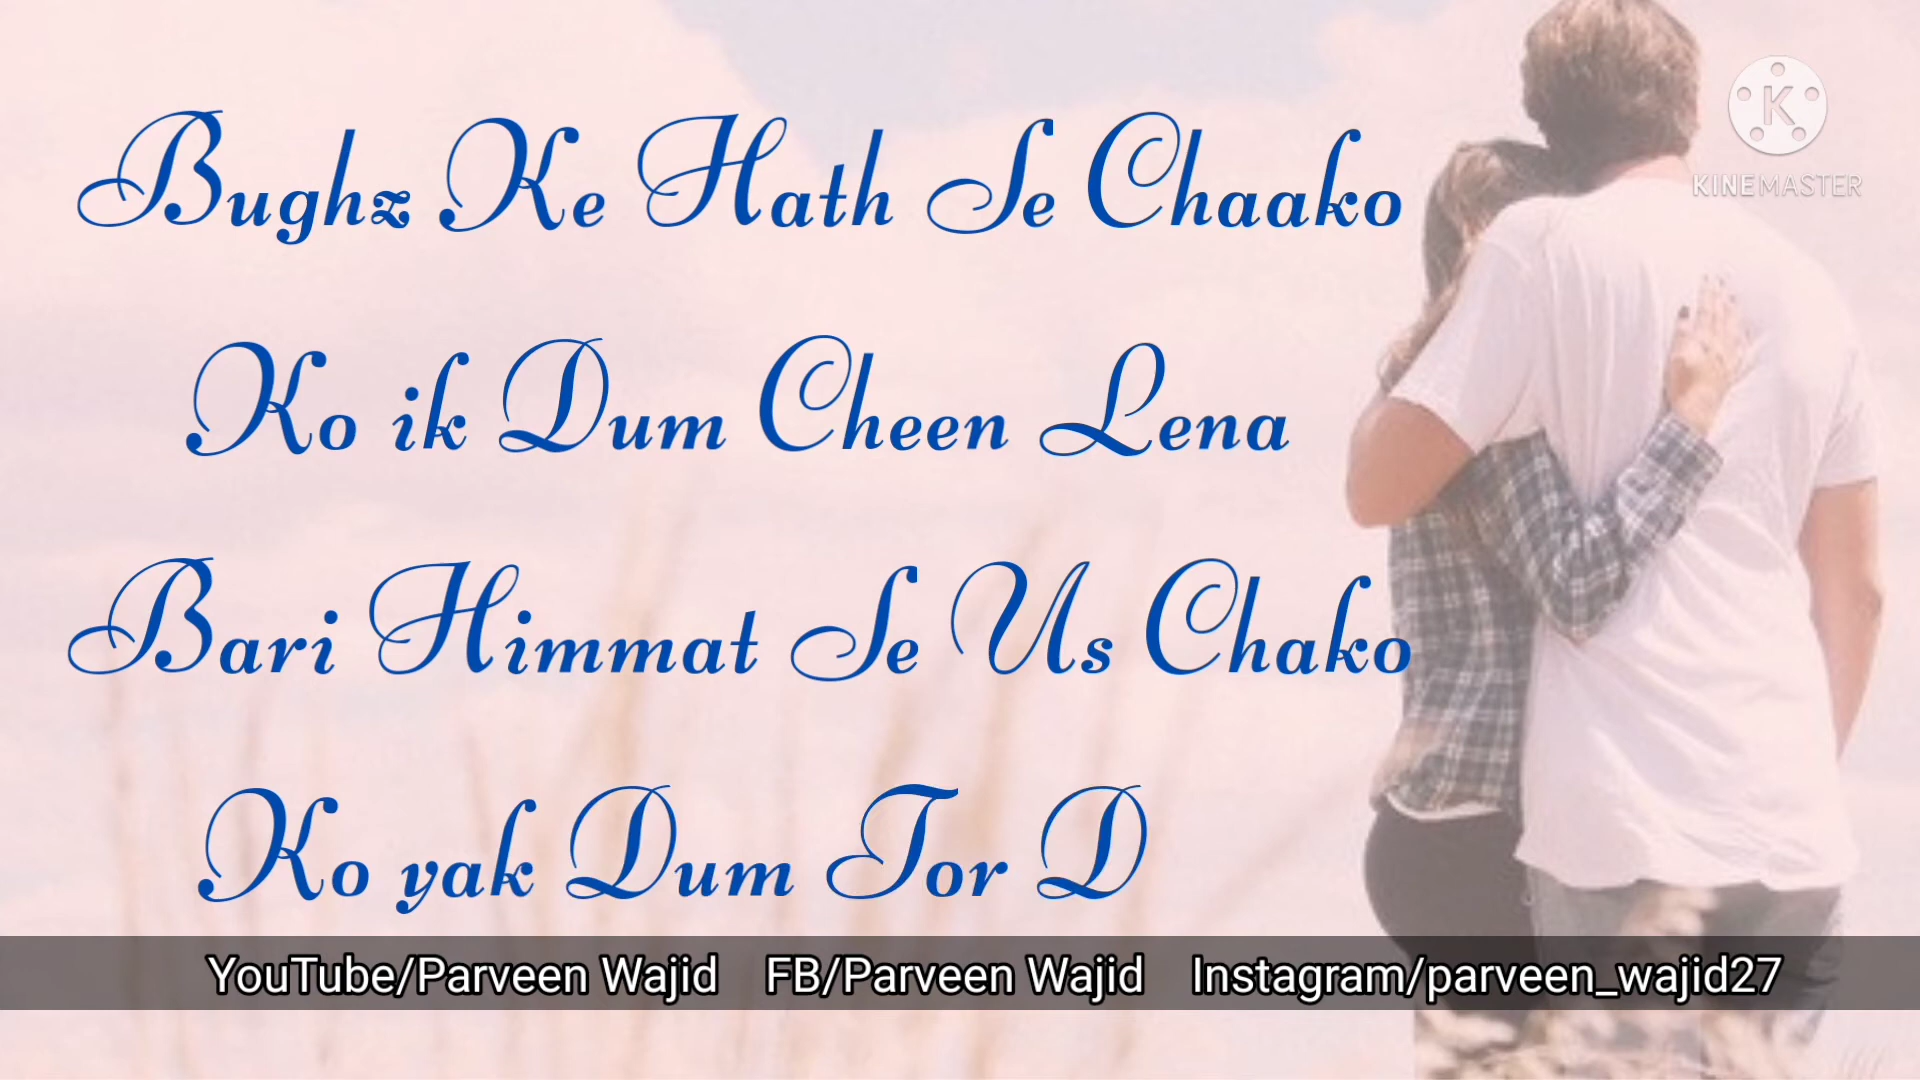 Bughz Ke Hath Se Chaako
Ko ik Dum Cheen Lena
Bari Himmat Se Us Chako
Ko yak Dum Tor D
YouTube/Parveen Wajid FB/Parveen Wajid Instagram/parveen_wajid27
K
KINEMASTER